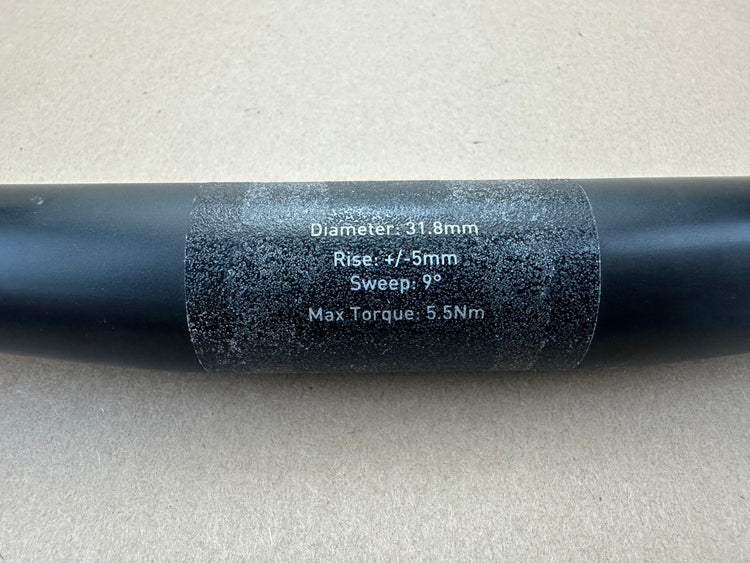 Diameter: 31.8mm
Rise: +/-5mm
Sweep: 9°
Max Torque: 5.5Nm